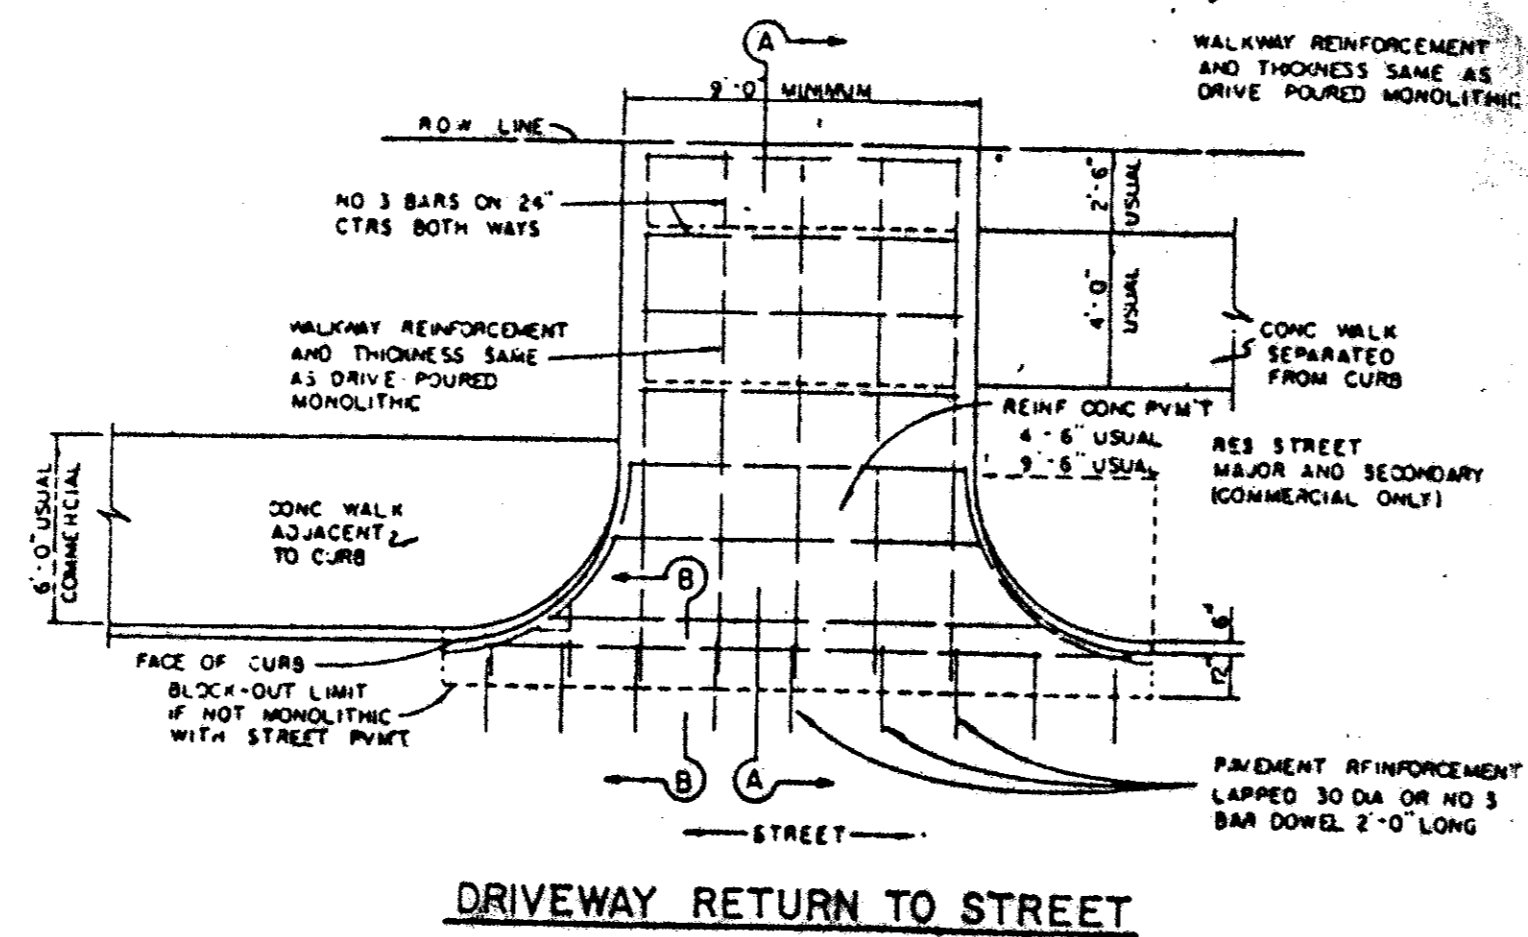 A
WALKWAY REINFORCEMENT
AND THICKNESS SAME AS
DRIVE POURED MONOLITHIC
9'-0" MINIMUM
ROW LINE
NO 3 BARS ON 24"
CTRS BOTH WAYS
2'-6"
USUAL
4'-0"
USUAL
WALKWAY REINFORCEMENT
AND THICKNESS SAME
AS DRIVE-POURED
MONOLITHIC
CONC WALK
SEPARATED
FROM CURB
REINF CONC PVM'T
4-6" USUAL
9'-6" USUAL
RES STREET
MAJOR AND SECONDARY
(COMMERCIAL ONLY)
6'-0" USUAL
COMMERCIAL
CONC WALK
ADJACENT
TO CURB
B
6"
12"
FACE OF CURB
BLOCK-OUT LIMIT
IF NOT MONOLITHIC
WITH STREET PVMT
B
A
PAVEMENT REINFORCEMENT
LAPPED 30 DIA OR NO 3
BAR DOWEL 2'-0" LONG
STREET
DRIVEWAY RETURN TO STREET